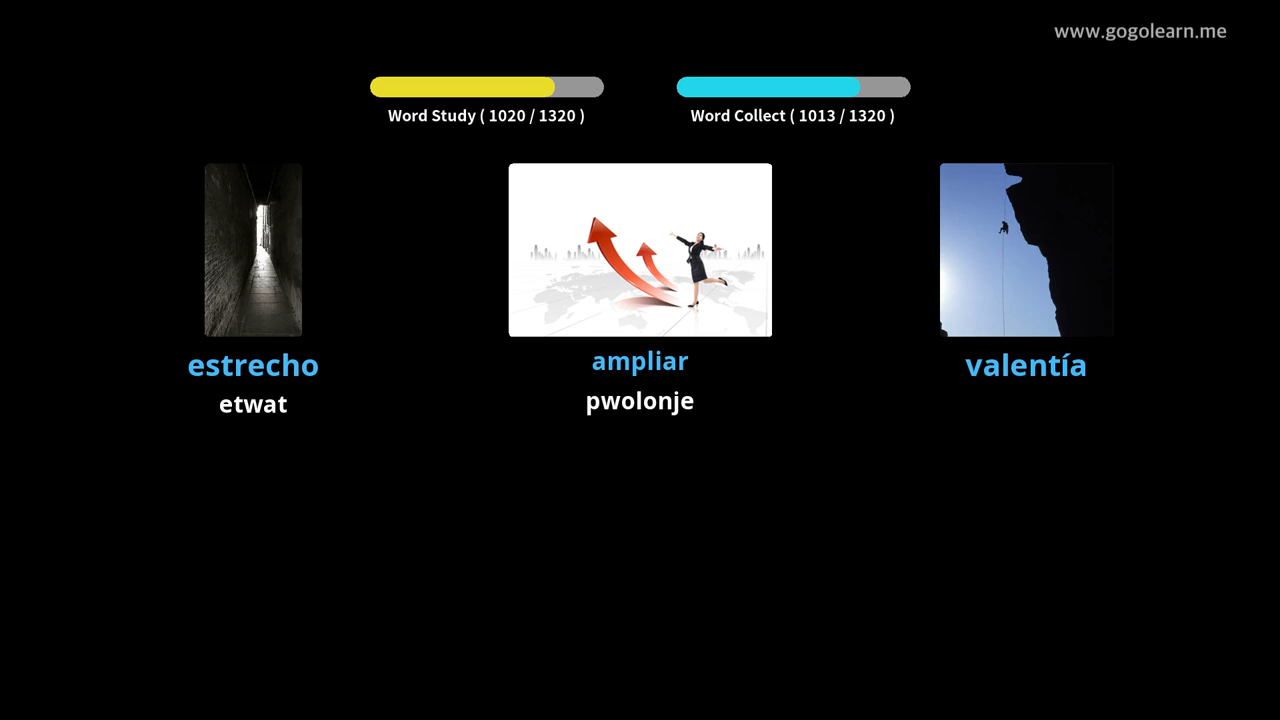 www.gogolearn.me
Word Study ( 1020 / 1320 )
Word Collect ( 1013 / 1320 )
estrecho
etwat
ampliar
pwolonje
valentía